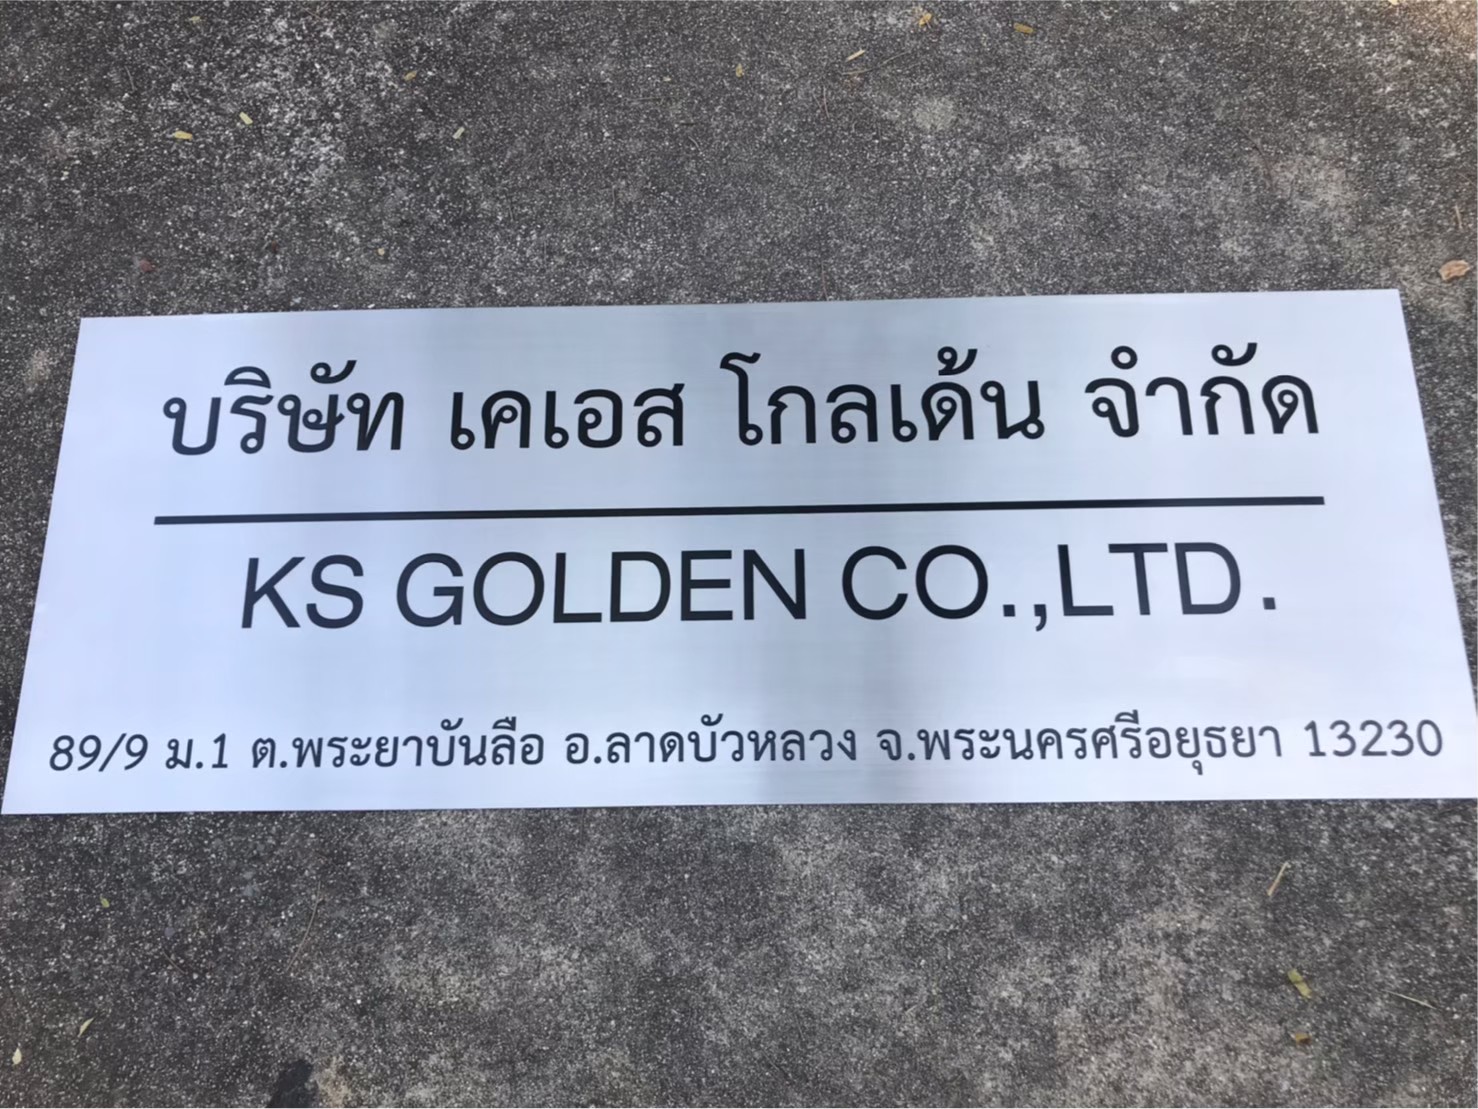 บริษัท เคเอส โกลเด้น จำกัด
KS GOLDEN CO.,LTD.
89/9 ม.1 ต.พระยาบันลือ อ.ลาดบัวหลวง จ.พระนครศรีอยุธยา 13230